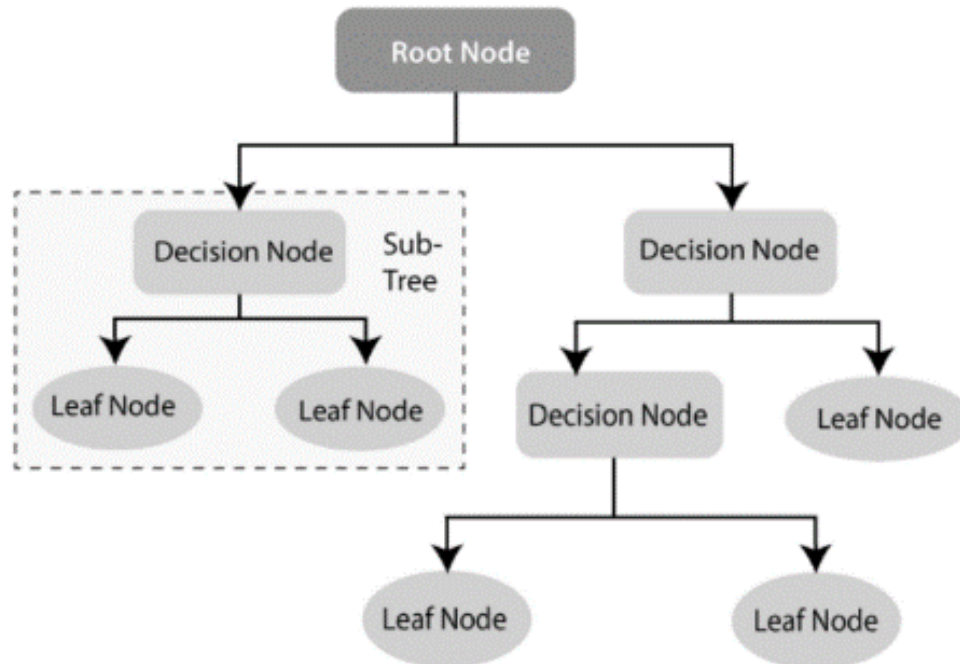 Root Node
Decision Node
Sub-
Tree
Decision Node
Leaf Node
Leaf Node
Decision Node
Leaf Node
Leaf Node
Leaf Node